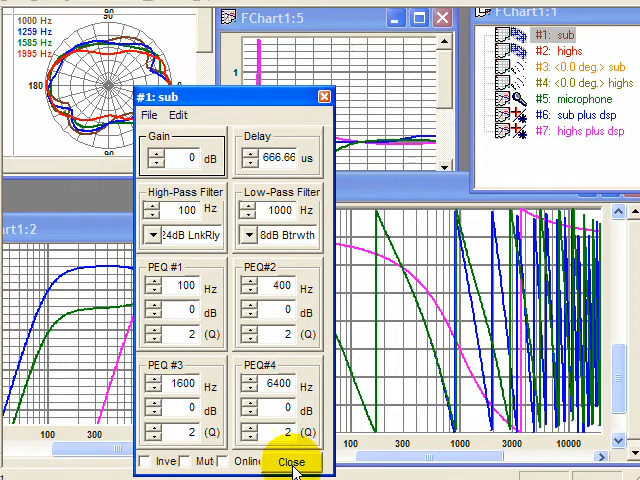 90
1000 Hz
1259 Hz
1585 Hz
1995 Hz
180
0
90
FChart1:5
1
FChart1:1
#1: sub
#2: highs
#3: <0.0 deg.> sub
#4: <0.0 deg.> highs
#5: microphone
#6: sub plus dsp
#7: highs plus dsp
#1: sub
File Edit
Gain
0 dB
Delay
666.66 us
High-Pass Filter
100 Hz
24dB LnkRly
Low-Pass Filter
1000 Hz
8dB Btrwth
PEQ #1
100 Hz
0 dB
2 (Q)
PEQ#2
400 Hz
0 dB
2 (Q)
PEQ #3
1600 Hz
0 dB
2 (Q)
PEQ#4
6400 Hz
0 dB
2 (Q)
Inve Mut Onlin Close
art1:2
100 300
100 300 1000 3000 10000